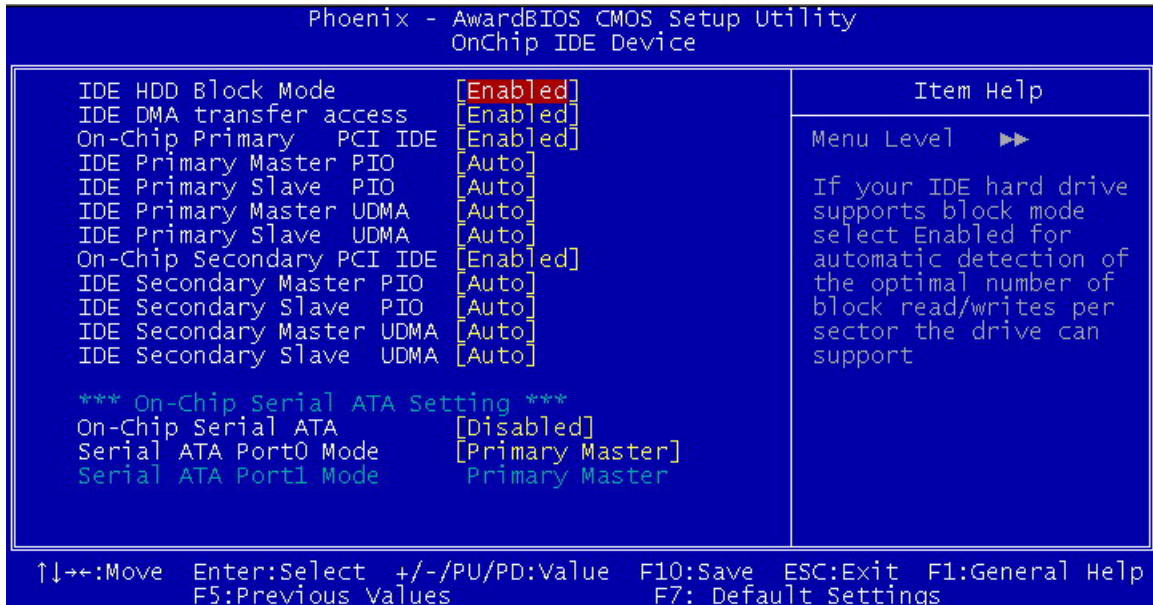 Phoenix - AwardBIOS CMOS Setup Utility
OnChip IDE Device
IDE HDD Block Mode [Enabled]
IDE DMA transfer access [Enabled]
On-Chip Primary PCI IDE [Enabled]
IDE Primary Master PIO [Auto]
IDE Primary Slave PIO [Auto]
IDE Primary Master UDMA [Auto]
IDE Primary Slave UDMA [Auto]
On-Chip Secondary PCI IDE [Enabled]
IDE Secondary Master PIO [Auto]
IDE Secondary Slave PIO [Auto]
IDE Secondary Master UDMA [Auto]
IDE Secondary Slave UDMA [Auto]
*** On-Chip Serial ATA Setting ***
On-Chip Serial ATA [Disabled]
Serial ATA Port0 Mode [Primary Master]
Serial ATA Port1 Mode Primary Master
Item Help
Menu Level ▶▶
If your IDE hard drive
supports block mode
select Enabled for
automatic detection of
the optimal number of
block read/writes per
sector the drive can
support
↑↓→←:Move Enter:Select +/-/PU/PD:Value F10:Save ESC:Exit F1:General Help
F5:Previous Values F7: Default Settings